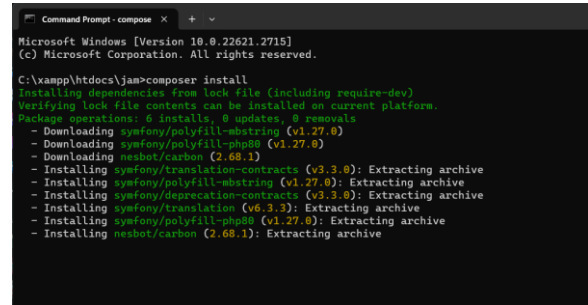 Command Prompt - compose
Microsoft Windows [Version 10.0.22621.2715]
(c) Microsoft Corporation. All rights reserved.
C:\xampp\htdocs\jam>composer install
Installing dependencies from lock file (including require-dev)
Verifying lock file contents can be installed on current platform.
Package operations: 6 installs, 0 updates, 0 removals
- Downloading symfony/polyfill-mbstring (v1.27.0)
- Downloading symfony/polyfill-php80 (v1.27.0)
- Downloading nesbot/carbon (2.68.1)
- Installing symfony/translation-contracts (v3.3.0): Extracting archive
- Installing symfony/polyfill-mbstring (v1.27.0): Extracting archive
- Installing symfony/deprecation-contracts (v3.3.0): Extracting archive
- Installing symfony/translation (v6.3.3): Extracting archive
- Installing symfony/polyfill-php80 (v1.27.0): Extracting archive
- Installing nesbot/carbon (2.68.1): Extracting archive